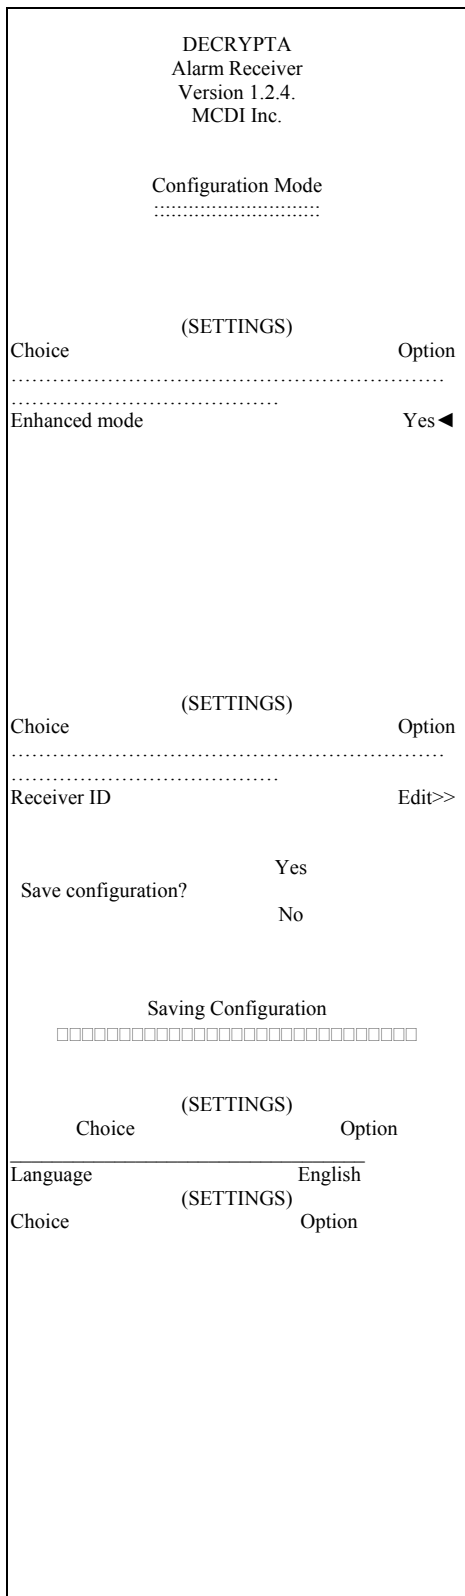 DECRYPTA
Alarm Receiver
Version 1.2.4.
MCDI Inc.
Configuration Mode
(SETTINGS)
Choice Option
Enhanced mode Yes◄
(SETTINGS)
Choice Option
Receiver ID Edit>>
Yes
Save configuration?
No
Saving Configuration
(SETTINGS)
Choice Option
Language English
(SETTINGS)
Choice Option